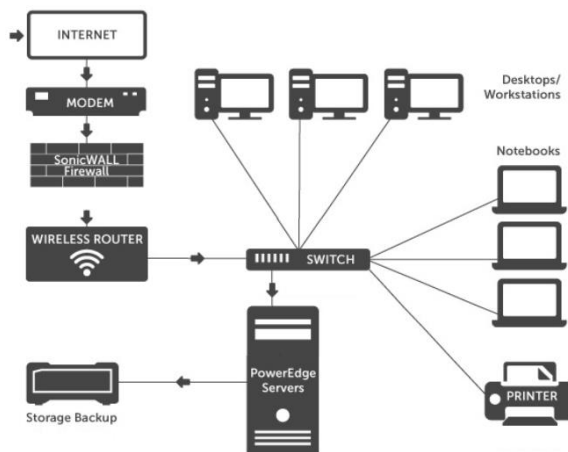 INTERNET
MODEM
SonicWALL
Firewall
WIRELESS ROUTER
Desktops/
Workstations
Notebooks
SWITCH
PowerEdge
Servers
Storage Backup
PRINTER